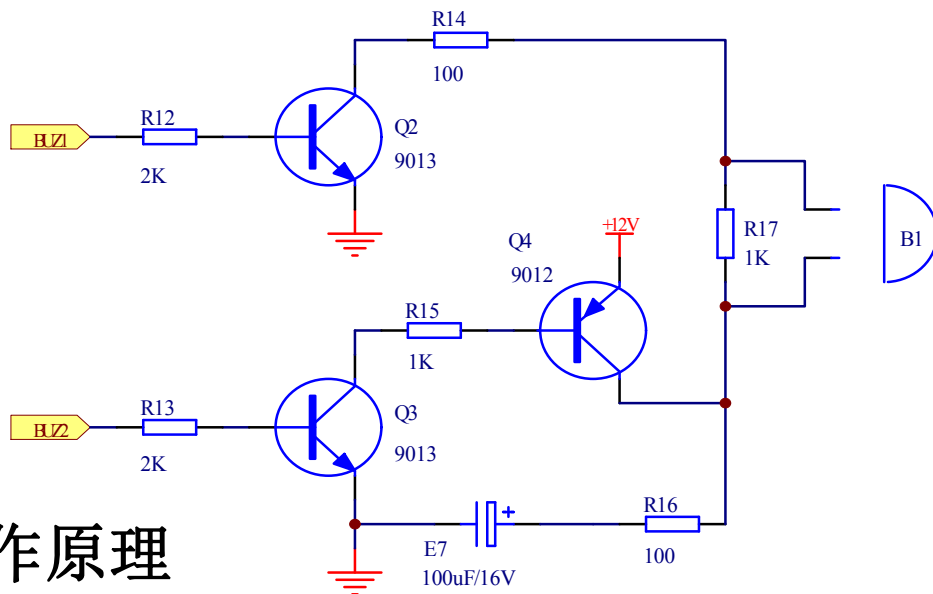 R14
100
R12
BUZ1
2K
Q2
9013
+12V
Q4
9012
R17
1K
B1
R15
1K
R13
BUZ2
2K
Q3
9013
+
R16
100
E7
100uF/16V
作原理